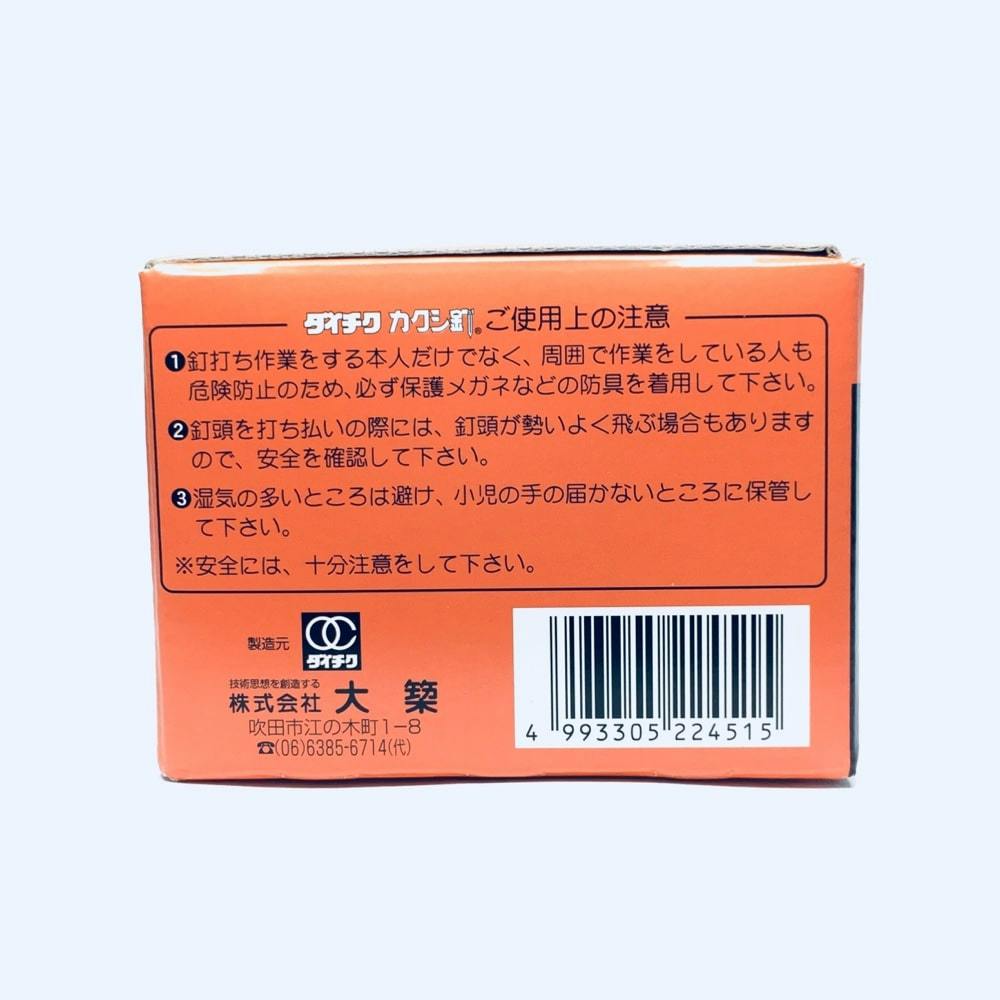 ダイチク カクシ釘® ご使用上の注意
❶釘打ち作業をする本人だけでなく、周囲で作業をしている人も
危険防止のため、必ず保護メガネなどの防具を着用して下さい。
❷釘頭を打ち払いの際には、釘頭が勢いよく飛ぶ場合もあります
ので、安全を確認して下さい。
❸湿気の多いところは避け、小児の手の届かないところに保管し
て下さい。
※安全には、十分注意をして下さい。
製造元
ダイチク
技術思想を創造する
株式会社 大築
吹田市江の木町1-8
☎(06)6385-6714(代)
4 993305 224515